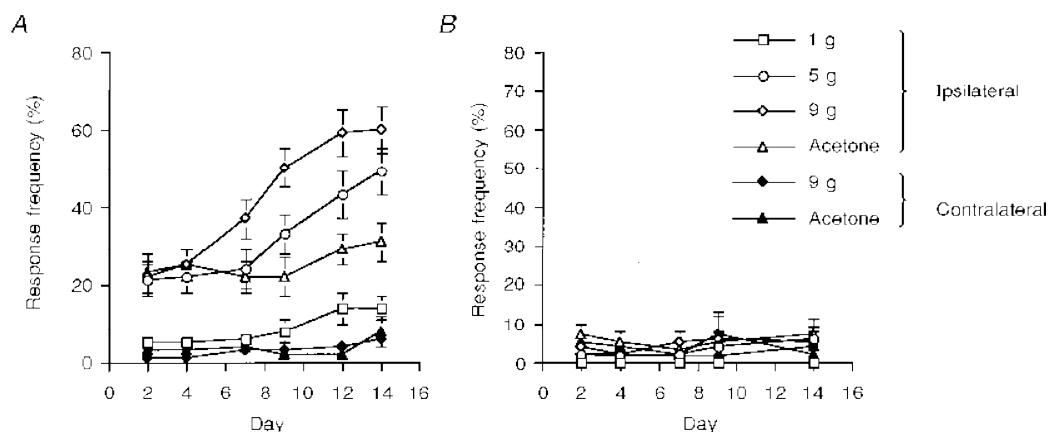 A
Response frequency (%)
80
60
40
20
0
0 2 4 6 8 10 12 14 16
Day
B
Response frequency (%)
80
70
60
50
40
30
20
10
0
0 2 4 6 8 10 12 14 16
Day
1 g
5 g
9 g
Acetone
Ipsilateral
9 g
Acetone
Contralateral